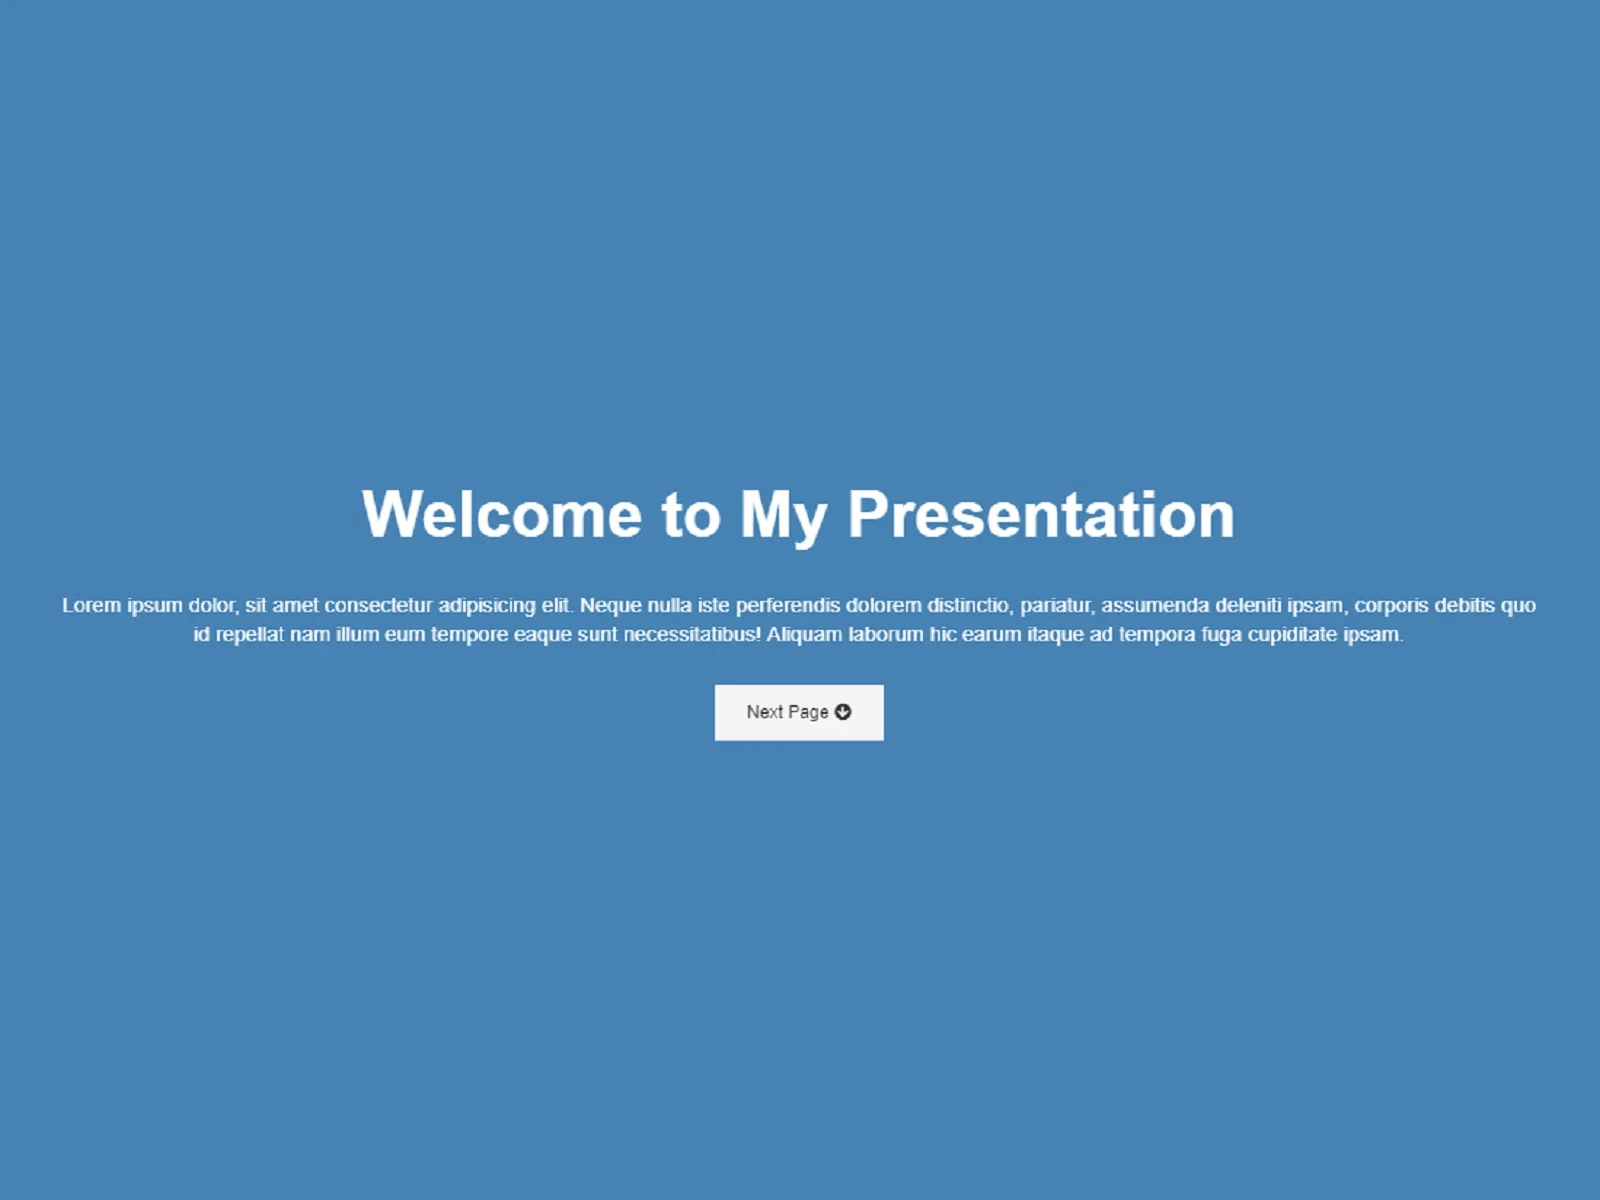 Welcome to My Presentation
Lorem ipsum dolor, sit amet consectetur adipisicing elit. Neque nulla iste perferendis dolorem distinctio, pariatur, assumenda deleniti ipsam, corporis debitis quo
id repellat nam illum eum tempore eaque sunt necessitatibus! Aliquam laborum hic earum itaque ad tempora fuga cupiditate ipsam.
Next Page